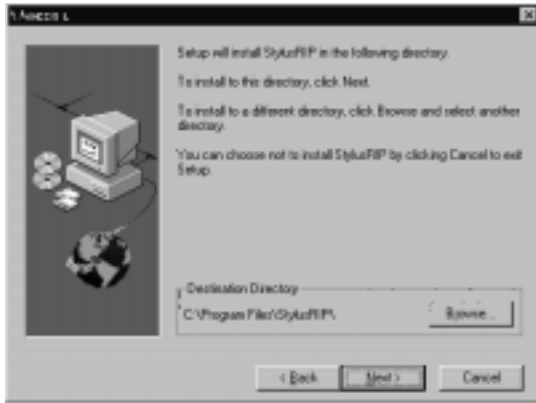 Setup will install StylusRIP in the following directory.
To install to this directory, click Next.
To install to a different directory, click Browse and select another
directory.
You can choose not to install StylusRIP by clicking Cancel to exit
Setup.
Destination Directory
C:\Program Files\StylusRIP\
Browse...
< Back
Next >
Cancel